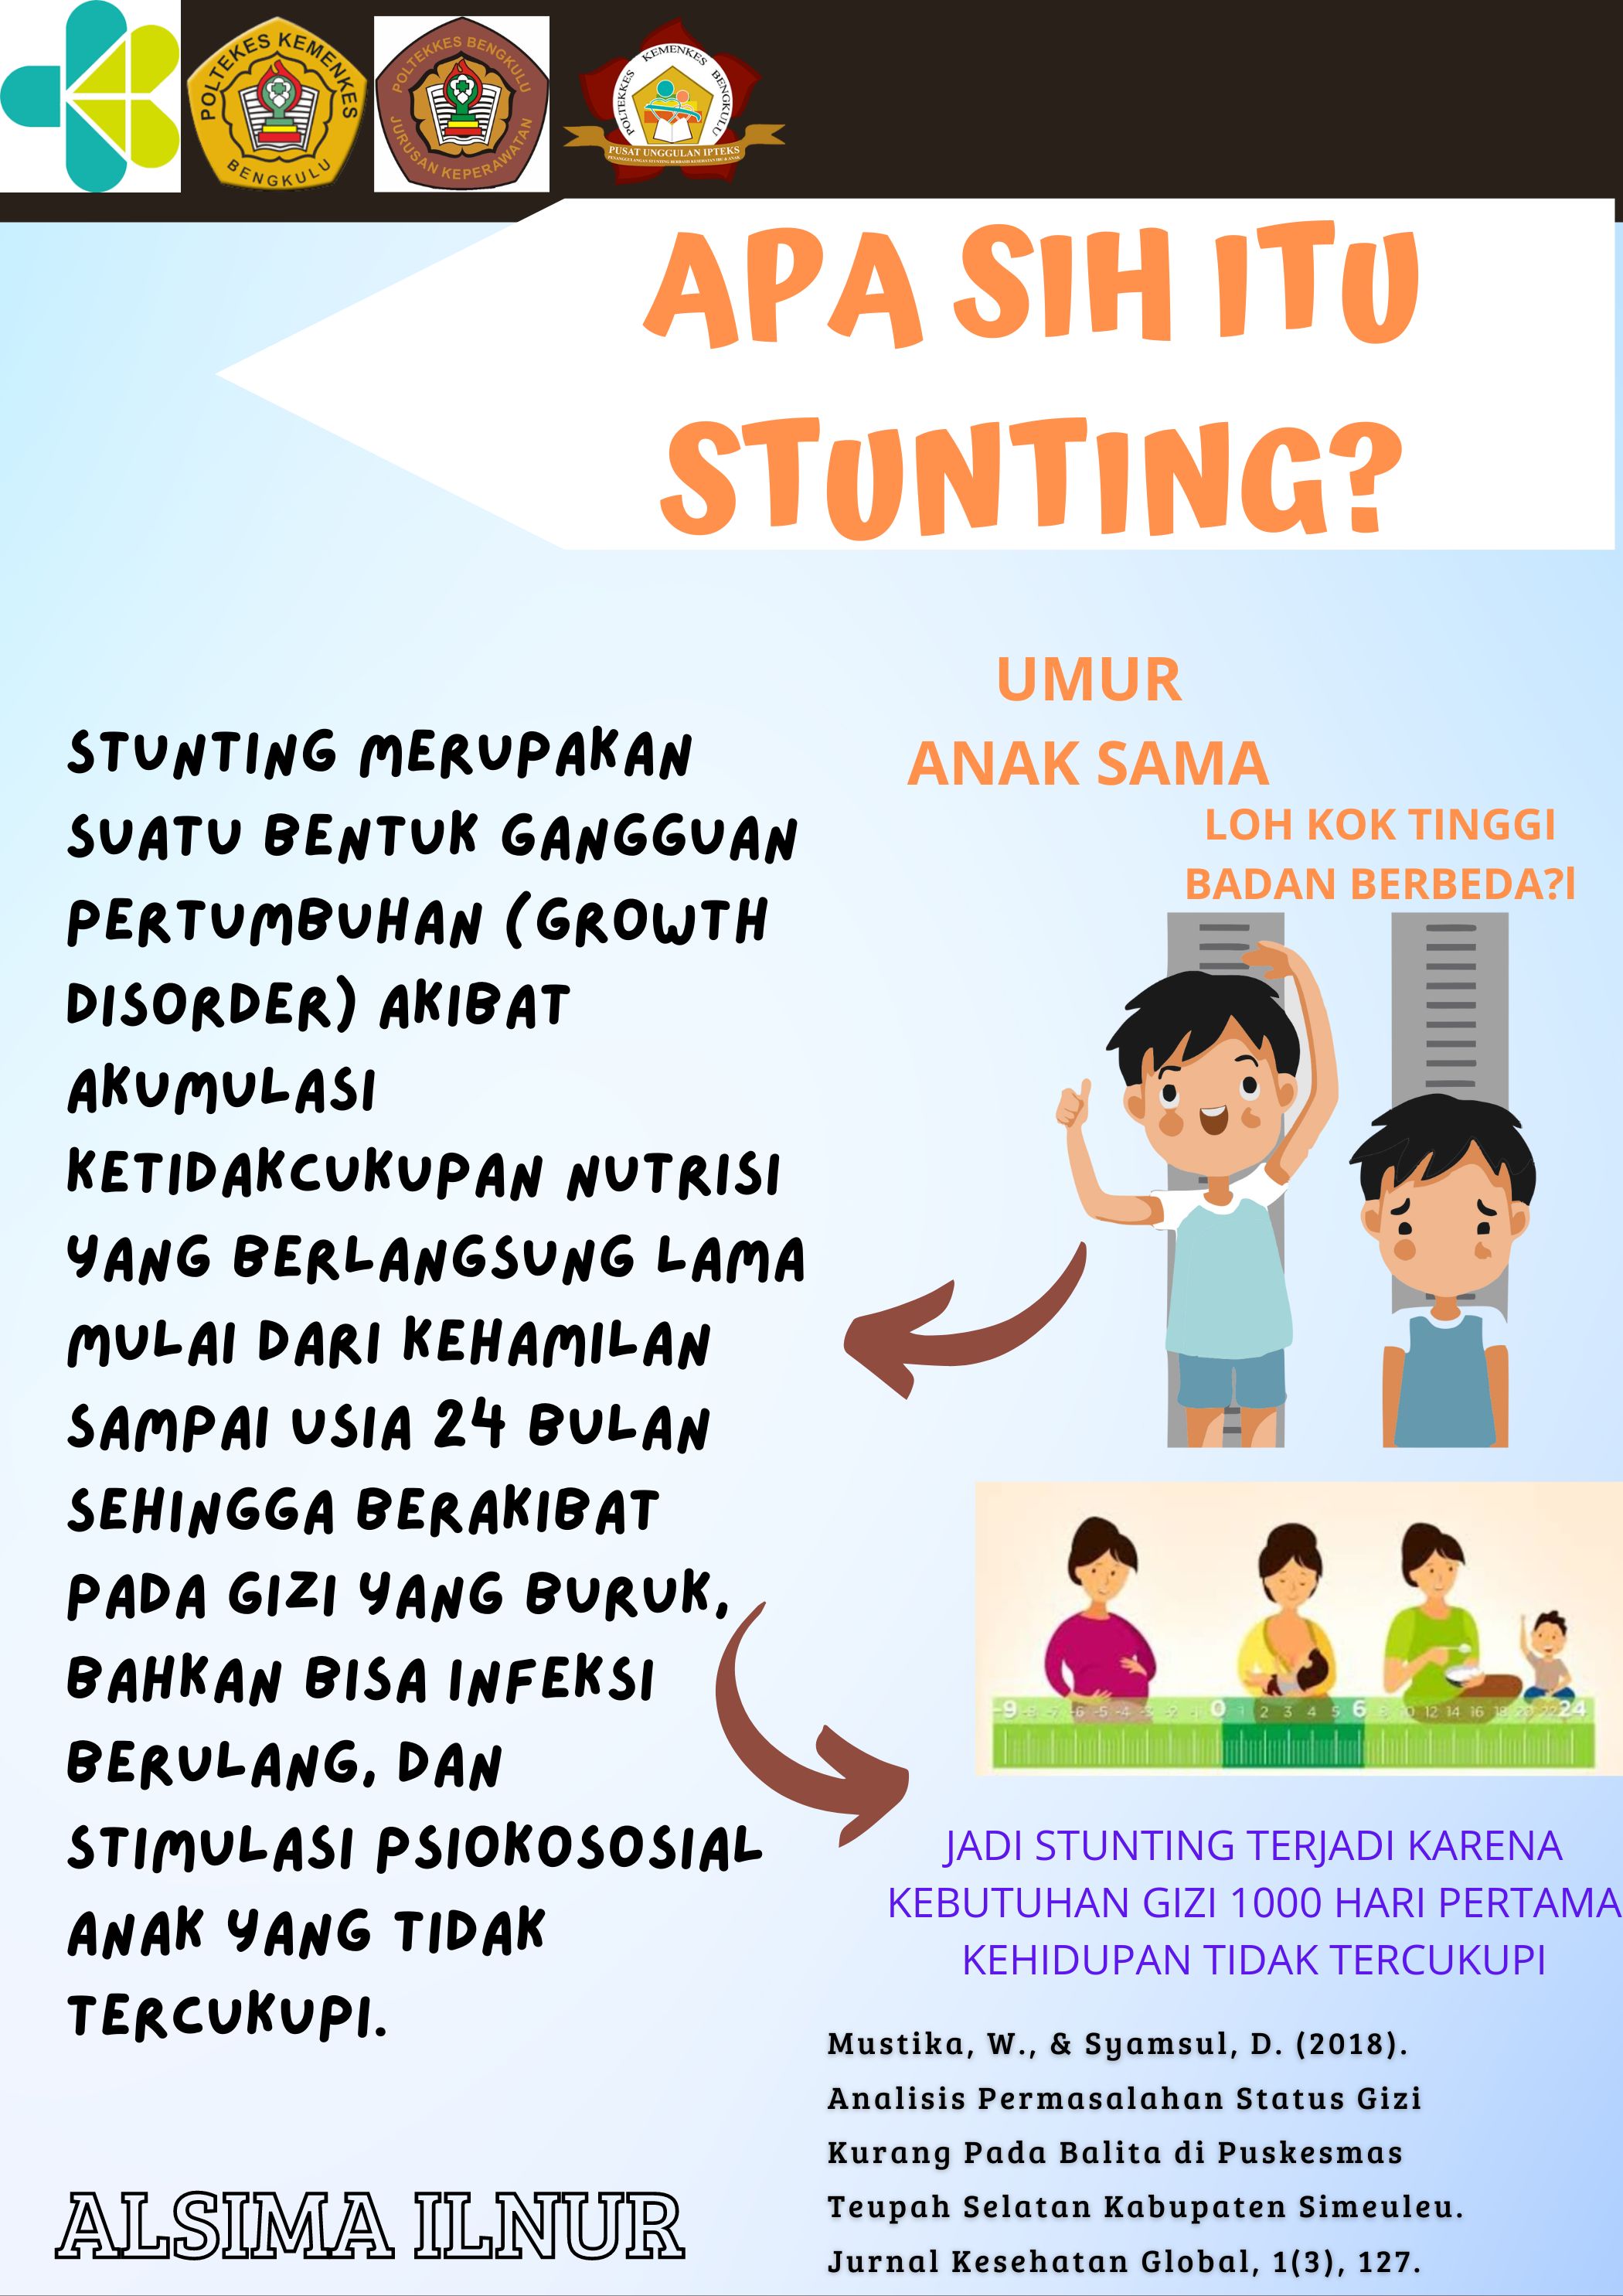 POLTEKES KEMENKES
BENGKULU
POLTEKKES BENGKULU
JURUSAN KEPERAWATAN
POLTEKKES KEMENKES BENGKULU
PUSAT UNGGULAN IPTEKS
APA SIH ITU
STUNTING?
STUNTING MERUPAKAN
SUATU BENTUK GANGGUAN
PERTUMBUHAN (GROWTH
DISORDER) AKIBAT
AKUMULASI
KETIDAKCUKUPAN NUTRISI
YANG BERLANGSUNG LAMA
MULAI DARI KEHAMILAN
SAMPAI USIA 24 BULAN
SEHINGGA BERAKIBAT
PADA GIZI YANG BURUK,
BAHKAN BISA INFEKSI
BERULANG, DAN
STIMULASI PSIOKOSOSIAL
ANAK YANG TIDAK
TERCUKUPI.
UMUR
ANAK SAMA
LOH KOK TINGGI
BADAN BERBEDA?l
-9 -8 -7 -6 -5 -4 -3 -2 -1 0 1 2 3 4 5 6 8 10 12 14 16 18 20 22 24
JADI STUNTING TERJADI KARENA
KEBUTUHAN GIZI 1000 HARI PERTAMA
KEHIDUPAN TIDAK TERCUKUPI
Mustika, W., & Syamsul, D. (2018).
Analisis Permasalahan Status Gizi
Kurang Pada Balita di Puskesmas
Teupah Selatan Kabupaten Simeuleu.
Jurnal Kesehatan Global, 1(3), 127.
ALSIMA ILNUR